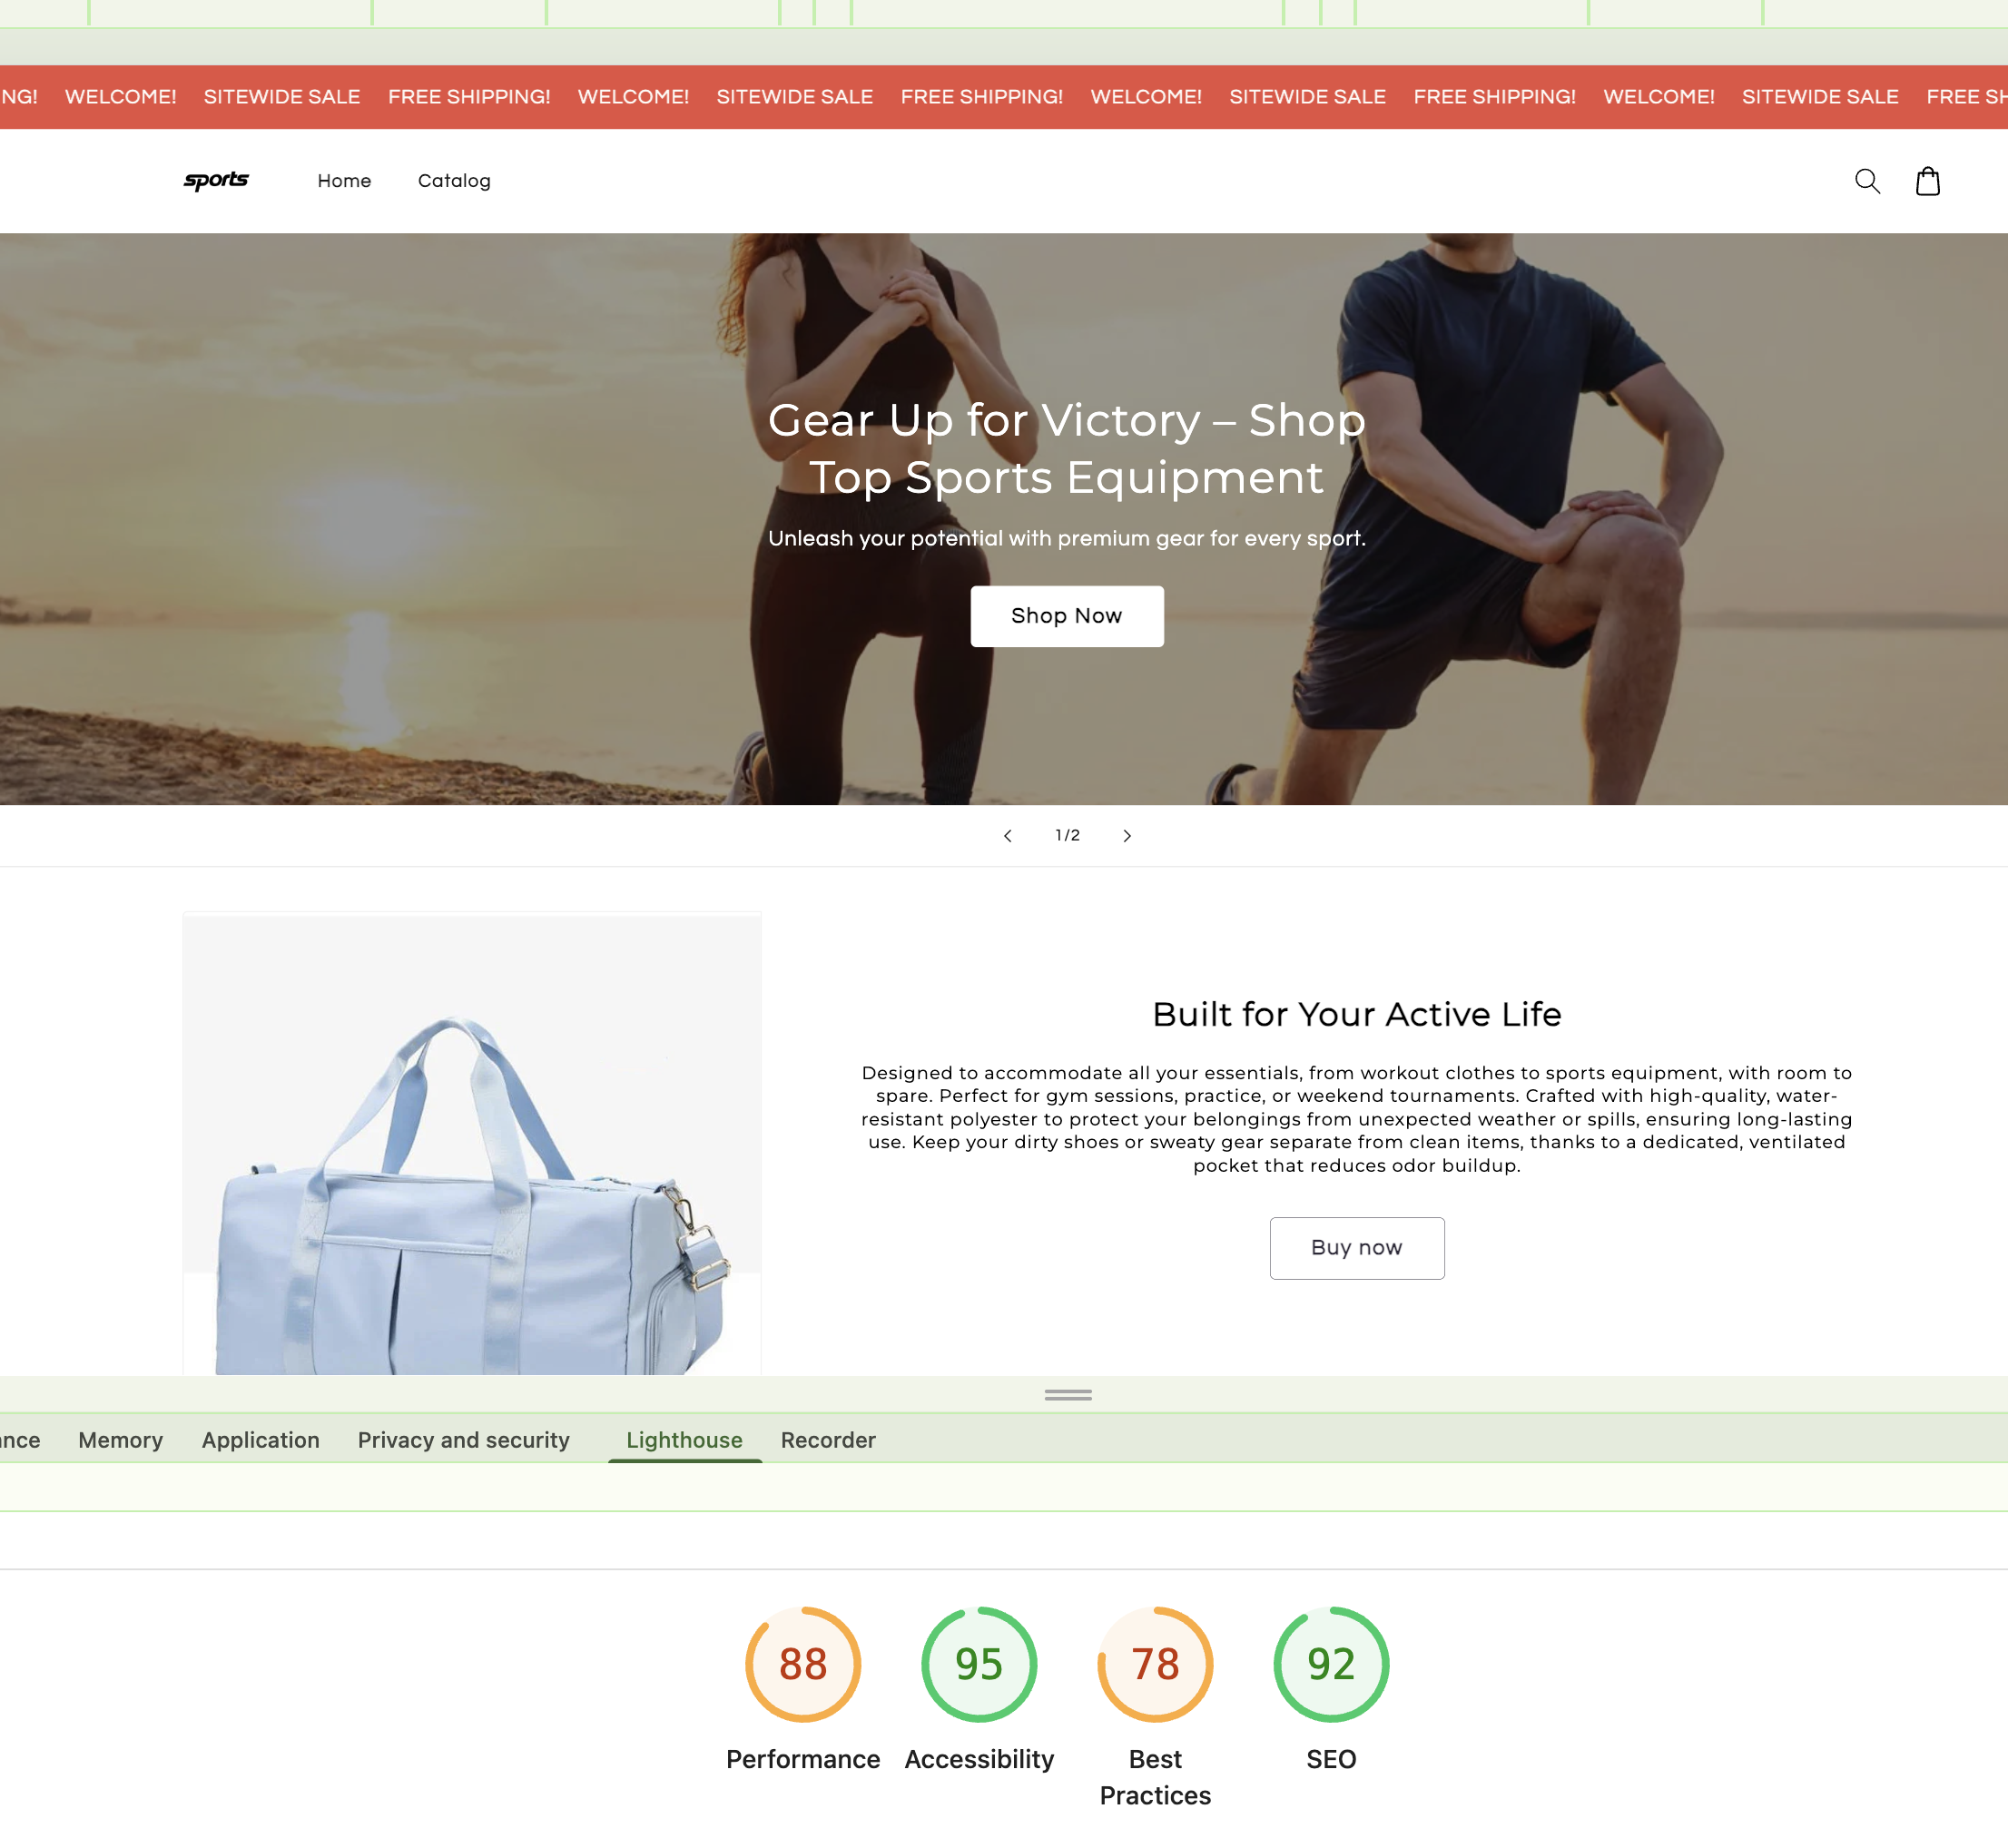 NG! WELCOME! SITEWIDE SALE FREE SHIPPING! WELCOME! SITEWIDE SALE FREE SHIPPING! WELCOME! SITEWIDE SALE FREE SHIPPING! WELCOME! SITEWIDE SALE FREE SH
sports Home Catalog
Gear Up for Victory – Shop
Top Sports Equipment
Unleash your potential with premium gear for every sport.
Shop Now
1/2
Built for Your Active Life
Designed to accommodate all your essentials, from workout clothes to sports equipment, with room to
spare. Perfect for gym sessions, practice, or weekend tournaments. Crafted with high-quality, water-
resistant polyester to protect your belongings from unexpected weather or spills, ensuring long-lasting
use. Keep your dirty shoes or sweaty gear separate from clean items, thanks to a dedicated, ventilated
pocket that reduces odor buildup.
Buy now
nce Memory Application Privacy and security Lighthouse Recorder
88 95 78 92
Performance Accessibility Best Practices SEO